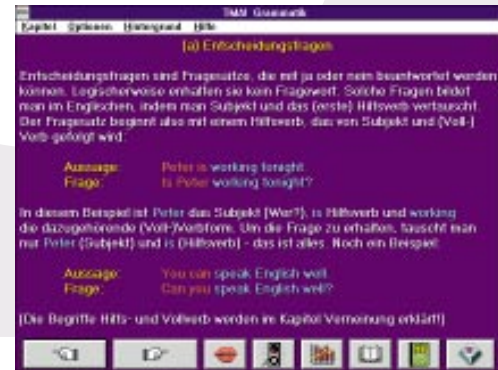 TMM Grammatik
Kapitel Optionen Hintergrund Hilfe
(a) Entscheidungsfragen
Entscheidungsfragen sind Fragesätze, die mit ja oder nein beantwortet werden
können. Logischerweise enthalten sie kein Fragewort. Solche Fragen bildet
man im Englischen, indem man Subjekt und das (erste) Hilfsverb vertauscht.
Der Fragesatz beginnt also mit einem Hilfsverb, das von Subjekt und (Voll-)
Verb gefolgt wird:
Aussage: Peter is working tonight.
Frage: Is Peter working tonight?
In diesem Beispiel ist Peter das Subjekt (Wer?), is Hilfsverb und working
die dazugehörende (Voll-)Verbform. Um die Frage zu erhalten, tauscht man
nur Peter (Subjekt) und is (Hilfsverb) - das ist alles. Noch ein Beispiel:
Aussage: You can speak English well.
Frage: Can you speak English well?
(Die Begriffe Hilfs- und Vollverb werden im Kapitel Verneinung erklärt!)